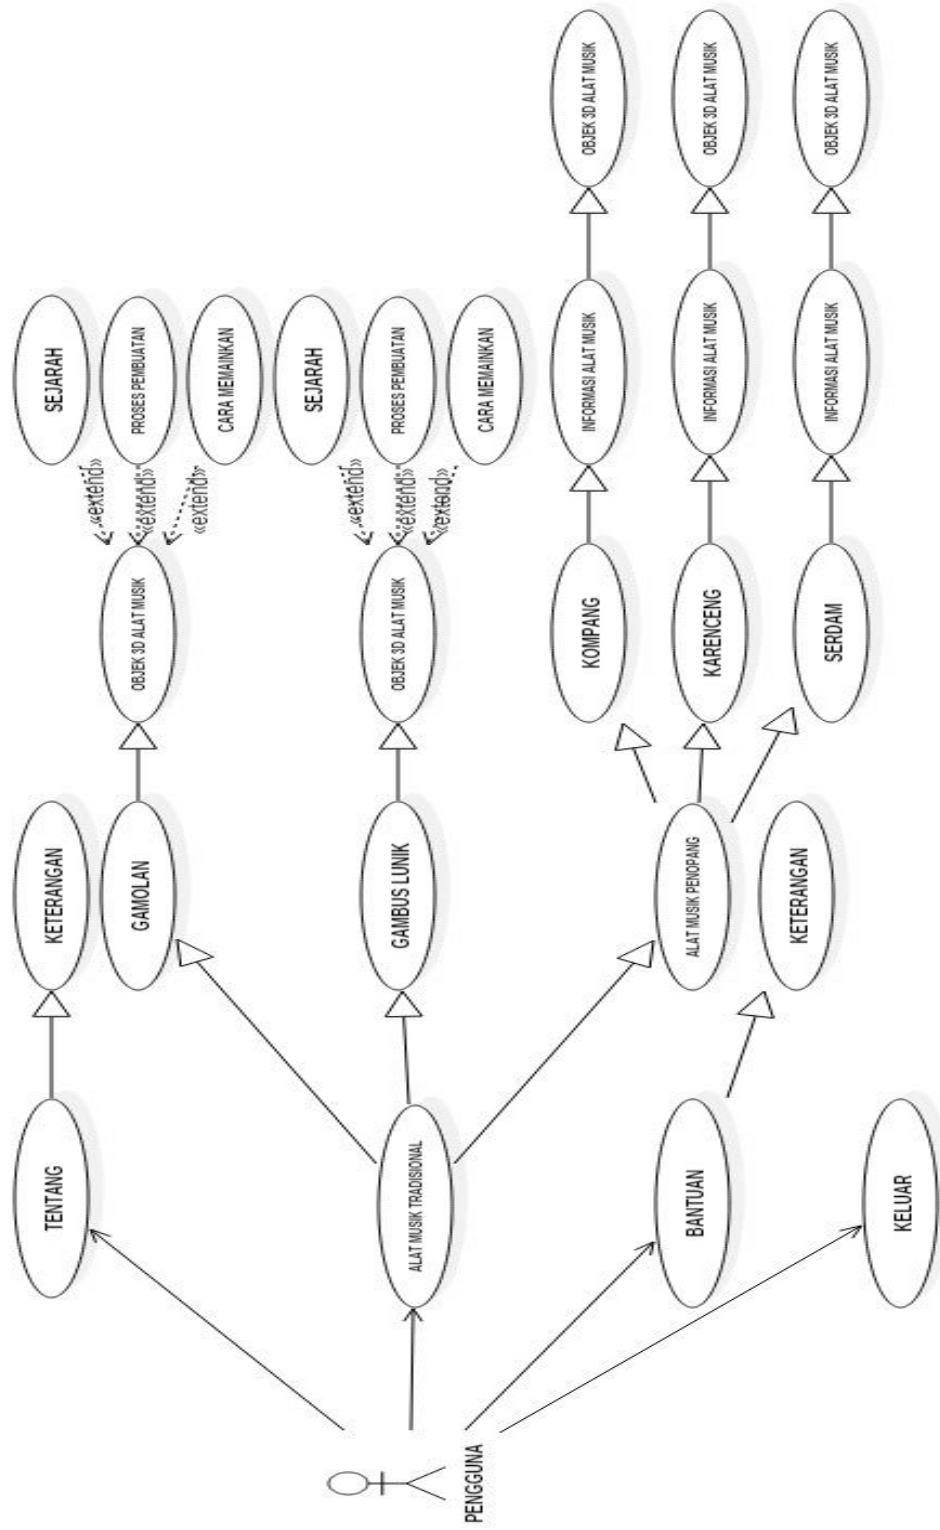 PENGGUNA
TENTANG
ALAT MUSIK TRADISIONAL
BANTUAN
KELUAR
KETERANGAN
GAMOLAN
GAMBUS LUNIK
ALAT MUSIK PENOPANG
KETERANGAN
OBJEK 3D ALAT MUSIK
«extend»
«extend»
«extend»
SEJARAH
PROSES PEMBUATAN
CARA MEMAINKAN
OBJEK 3D ALAT MUSIK
«extend»
«extend»
«extend»
SEJARAH
PROSES PEMBUATAN
CARA MEMAINKAN
KOMPANG
INFORMASI ALAT MUSIK
OBJEK 3D ALAT MUSIK
KARENCENG
INFORMASI ALAT MUSIK
OBJEK 3D ALAT MUSIK
SERDAM
INFORMASI ALAT MUSIK
OBJEK 3D ALAT MUSIK